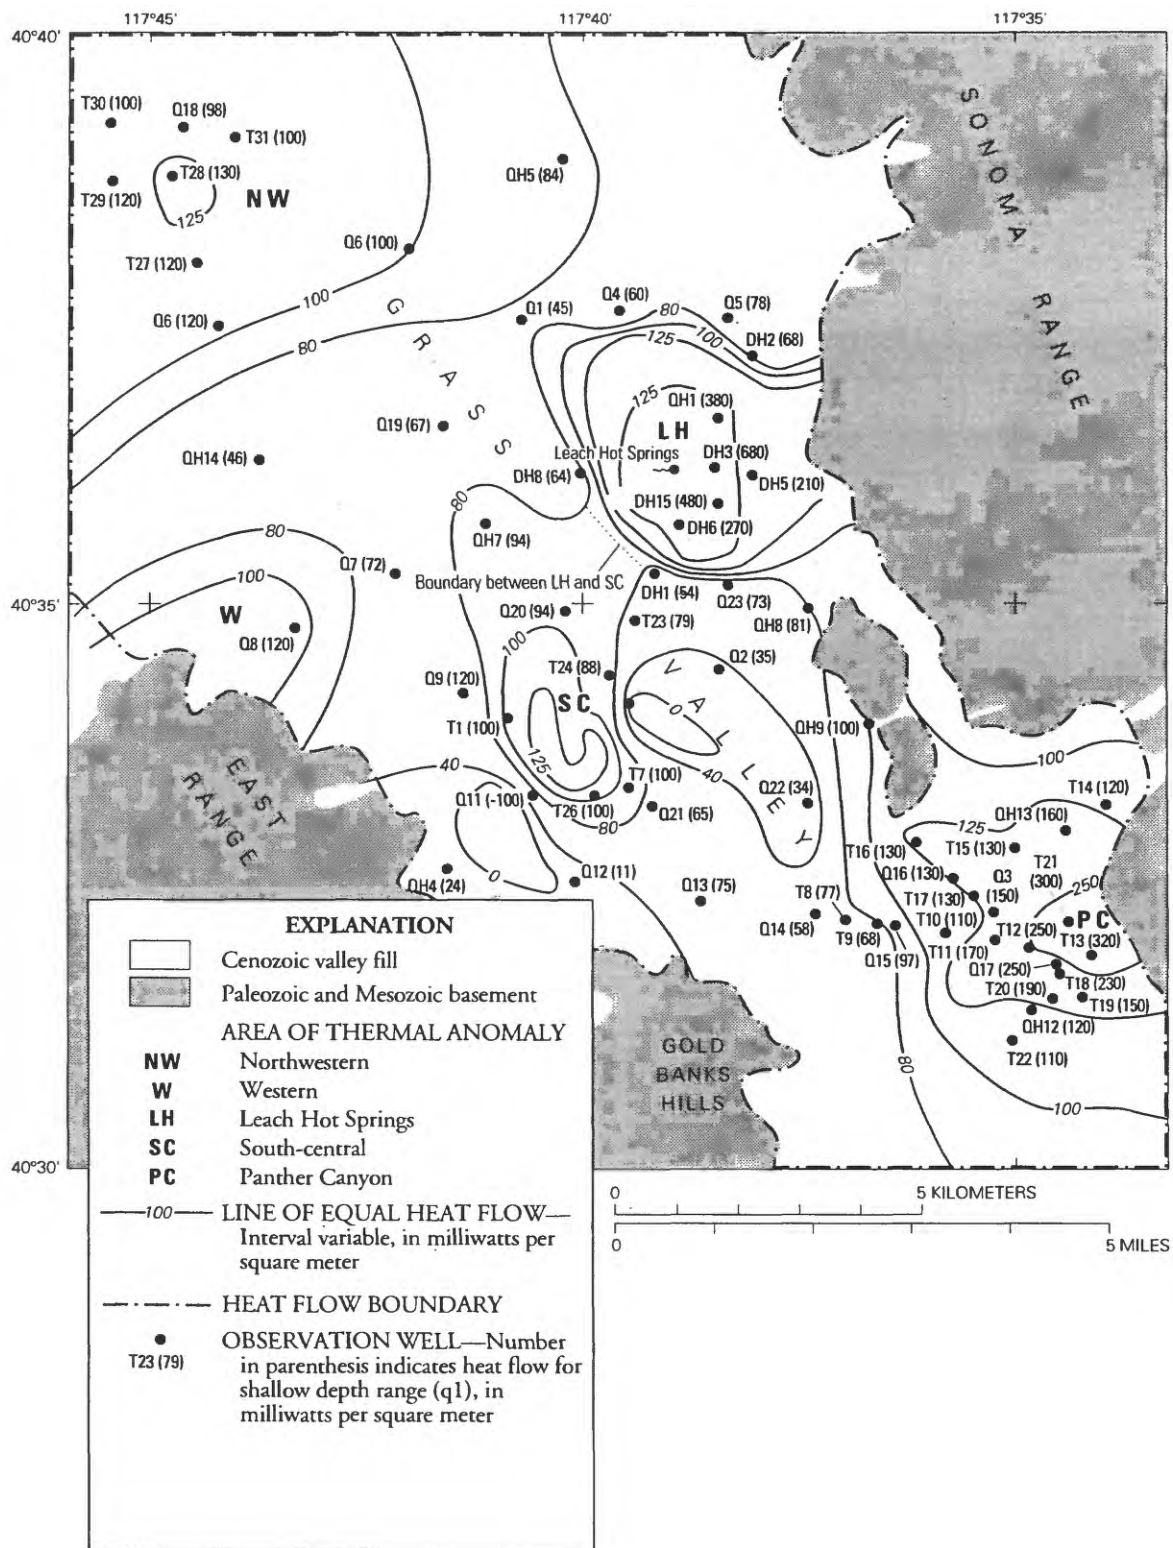 117°45'
117°40'
117°35'
40°40'
T30 (100)
Q18 (98)
T31 (100)
T28 (130)
T29 (120)
NW
125
QH5 (84)
SONOMA
RANGE
T27 (120)
Q6 (100)
Q6 (120)
100
80
GRASS
Q1 (45)
Q4 (60)
80
Q5 (78)
100
125
DH2 (68)
125
QH1 (380)
LH
Q19 (67)
Leach Hot Springs
DH3 (680)
QH14 (46)
DH8 (64)
DH5 (210)
DH15 (480)
DH6 (270)
80
QH7 (94)
80
Q7 (72)
Boundary between LH and SC
100
40°35'
DH1 (54)
Q23 (73)
W
Q20 (94)
T23 (79)
QH8 (81)
Q8 (120)
100
T24 (88)
Q2 (35)
VALLEY
Q9 (120)
SC
0
T1 (100)
QH9 (100)
100
EAST
RANGE
125
40
T7 (100)
40
Q11 (-100)
T26 (100)
80
Q21 (65)
Q22 (34)
T14 (120)
QH13 (160)
125
T16 (130)
T15 (130)
T21
(300)
QH4 (24)
0
Q12 (11)
Q16 (130)
Q3
(150)
250
Q13 (75)
T8 (77)
T17 (130)
T10 (110)
T12 (250)
PC
Q14 (58)
T9 (68)
T11 (170)
T13 (320)
Q15 (97)
Q17 (250)
T18 (230)
T20 (190)
T19 (150)
QH12 (120)
T22 (110)
GOLD
BANKS
HILLS
80
100
40°30'
EXPLANATION
Cenozoic valley fill
Paleozoic and Mesozoic basement
AREA OF THERMAL ANOMALY
NW Northwestern
W Western
LH Leach Hot Springs
SC South-central
PC Panther Canyon
100 LINE OF EQUAL HEAT FLOW—
Interval variable, in milliwatts per
square meter
HEAT FLOW BOUNDARY
OBSERVATION WELL—Number
T23 (79) in parenthesis indicates heat flow for
shallow depth range (q1), in
milliwatts per square meter
0 5 KILOMETERS
0 5 MILES